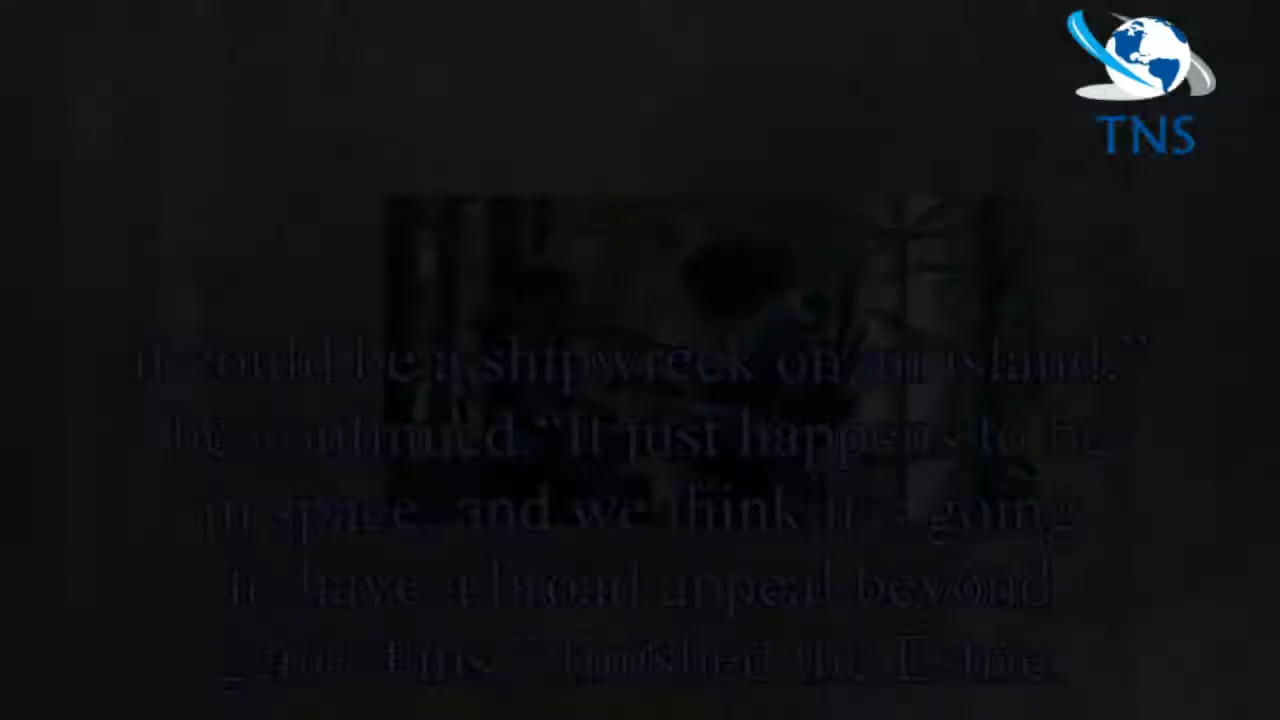 TNS
it could be a shipwreck on an island,”
he continued. “It just happens to be
in space, and we think it's going
to have a broad appeal beyond
finished the